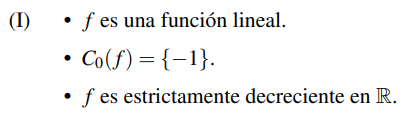 (I) • f es una función lineal.
• C₀(f) = {−1}.
• f es estrictamente decreciente en ℝ.